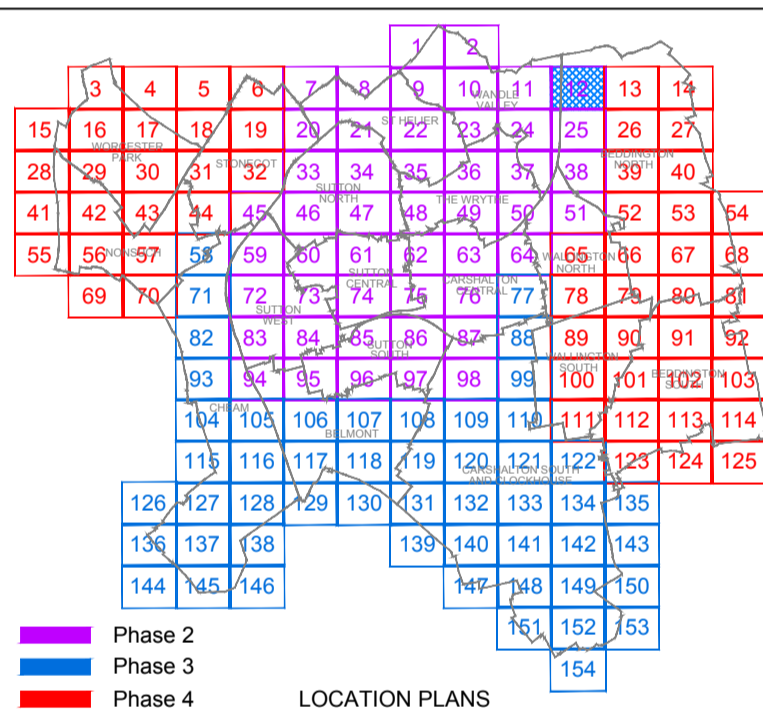 1 2
3 4 5 6 7 8 9 10 11 12 13 14
WANDLE
VALLEY
15 16 17 18 19 20 21 22 23 24 25 26 27
ST HELIER
WORCESTER
PARK
BEDDINGTON
NORTH
28 29 30 31 32 33 34 35 36 37 38 39 40
STONECOT
SUTTON
NORTH
THE WRYTHE
41 42 43 44 45 46 47 48 49 50 51 52 53 54
NONSUCH
WALLINGTON
NORTH
55 56 57 58 59 60 61 62 63 64 65 66 67 68
SUTTON
CENTRAL
CARSHALTON
CENTRAL
69 70 71 72 73 74 75 76 77 78 79 80 81
SUTTON
WEST
82 83 84 85 86 87 88 89 90 91 92
SUTTON
SOUTH
WALLINGTON
SOUTH
93 94 95 96 97 98 99 100 101 102 103
BEDDINGTON
SOUTH
CHEAM
104 105 106 107 108 109 110 111 112 113 114
BELMONT
115 116 117 118 119 120 121 122 123 124 125
CARSHALTON SOUTH
AND CLOCKHOUSE
126 127 128 129 130 131 132 133 134 135
136 137 138 139 140 141 142 143
144 145 146 147 148 149 150
151 152 153
154
Phase 2
Phase 3
Phase 4
LOCATION PLANS